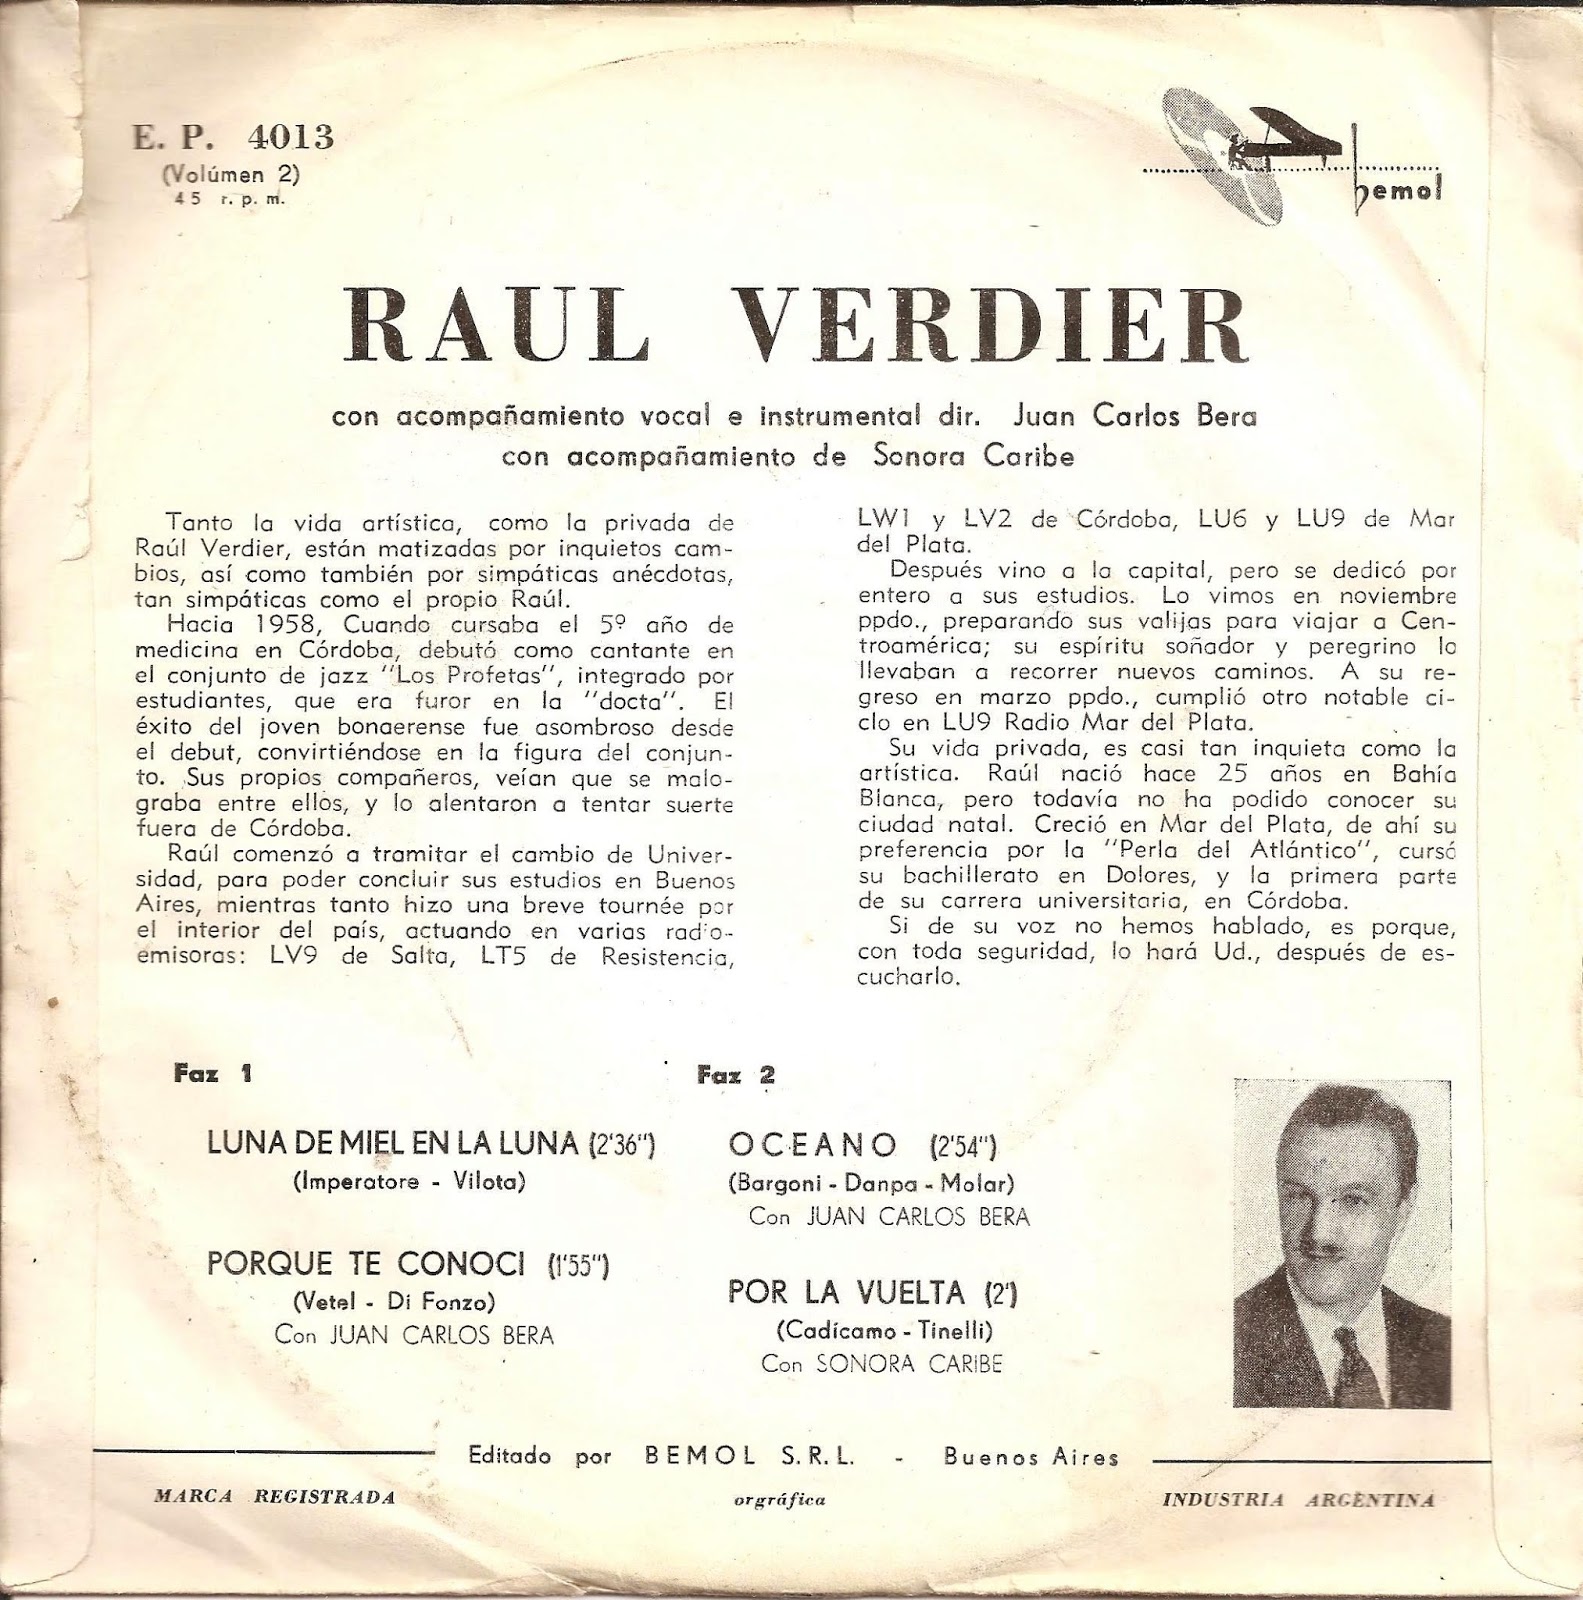 E. P. 4013
(Volúmen 2)
45 r. p. m.
bemol
RAUL VERDIER
con acompañamiento vocal e instrumental dir. Juan Carlos Bera
con acompañamiento de Sonora Caribe
Tanto la vida artística, como la privada de
Raúl Verdier, están matizadas por inquietos cam-
bios, así como también por simpáticas anécdotas,
tan simpáticas como el propio Raúl.
Hacia 1958, Cuando cursaba el 5º año de
medicina en Córdoba, debutó como cantante en
el conjunto de jazz "Los Profetas", integrado por
estudiantes, que era furor en la "docta". El
éxito del joven bonaerense fue asombroso desde
el debut, convirtiéndose en la figura del conjun-
to. Sus propios compañeros, veían que se malo-
graba entre ellos, y lo alentaron a tentar suerte
fuera de Córdoba.
Raúl comenzó a tramitar el cambio de Univer-
sidad, para poder concluir sus estudios en Buenos
Aires, mientras tanto hizo una breve tournée por
el interior del país, actuando en varias radio-
emisoras: LV9 de Salta, LT5 de Resistencia,
LW1 y LV2 de Córdoba, LU6 y LU9 de Mar
del Plata.
Después vino a la capital, pero se dedicó por
entero a sus estudios. Lo vimos en noviembre
ppdo., preparando sus valijas para viajar a Cen-
troamérica; su espíritu soñador y peregrino lo
llevaban a recorrer nuevos caminos. A su re-
greso en marzo ppdo., cumplió otro notable ci-
clo en LU9 Radio Mar del Plata.
Su vida privada, es casi tan inquieta como la
artística. Raúl nació hace 25 años en Bahía
Blanca, pero todavía no ha podido conocer su
ciudad natal. Creció en Mar del Plata, de ahí su
preferencia por la "Perla del Atlántico", cursó
su bachillerato en Dolores, y la primera parte
de su carrera universitaria, en Córdoba.
Si de su voz no hemos hablado, es porque,
con toda seguridad, lo hará Ud., después de es-
cucharlo.
Faz 1
LUNA DE MIEL EN LA LUNA (2'36")
(Imperatore - Vilota)
PORQUE TE CONOCI (1'55")
(Vetel - Di Fonzo)
Con JUAN CARLOS BERA
Faz 2
OCEANO (2'54")
(Bargoni - Danpa - Molar)
Con JUAN CARLOS BERA
POR LA VUELTA (2')
(Cadícamo - Tinelli)
Con SONORA CARIBE
Editado por BEMOL S. R. L. - Buenos Aires
MARCA REGISTRADA
orgráfica
INDUSTRIA ARGENTINA